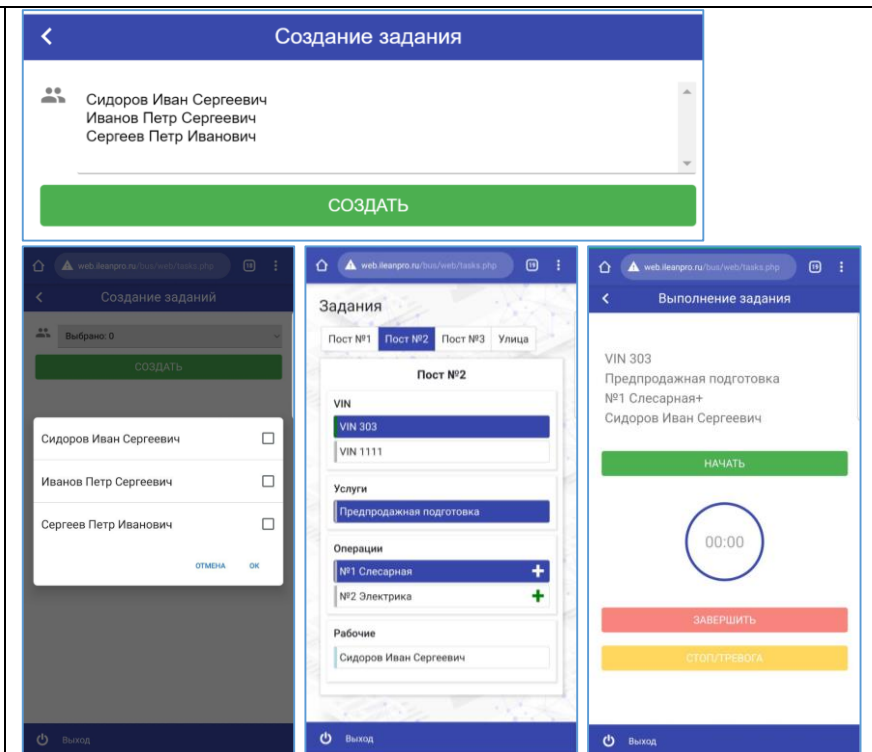 Создание задания
Сидоров Иван Сергеевич
Иванов Петр Сергеевич
Сергеев Петр Иванович
СОЗДАТЬ
web.ileanpro.ru/bus/web/tasks.php
19
Создание заданий
Выбрано: 0
СОЗДАТЬ
Сидоров Иван Сергеевич
Иванов Петр Сергеевич
Сергеев Петр Иванович
ОТМЕНА ОК
Выход
web.ileanpro.ru/bus/web/tasks.php
19
Задания
Пост №1 Пост №2 Пост №3 Улица
Пост №2
VIN
VIN 303
VIN 1111
Услуги
Предпродажная подготовка
Операции
№1 Слесарная
№2 Электрика
Рабочие
Сидоров Иван Сергеевич
Выход
web.ileanpro.ru/bus/web/tasks.php
19
Выполнение задания
VIN 303
Предпродажная подготовка
№1 Слесарная+
Сидоров Иван Сергеевич
НАЧАТЬ
00:00
ЗАВЕРШИТЬ
СТОП/ТРЕВОГА
Выход